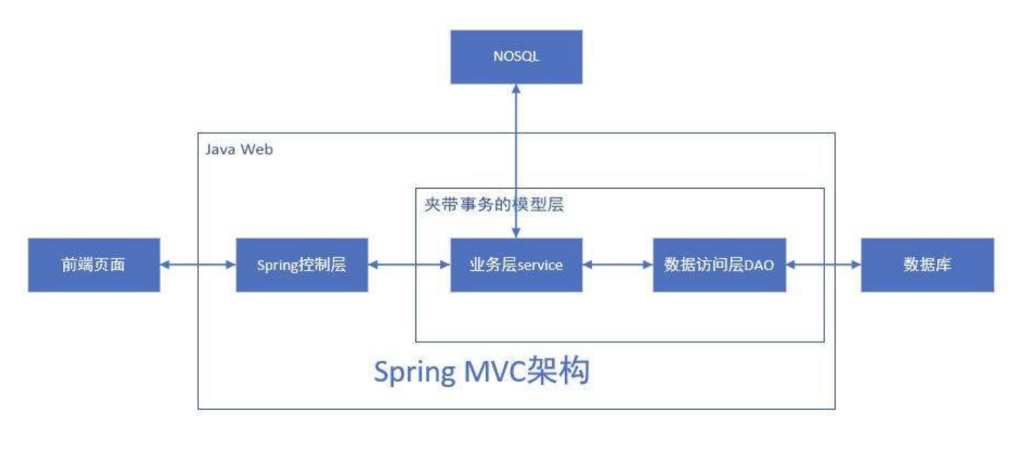 NOSQL
Java Web
夹带事务的模型层
前端页面
Spring控制层
业务层service
数据访问层DAO
数据库
Spring MVC架构